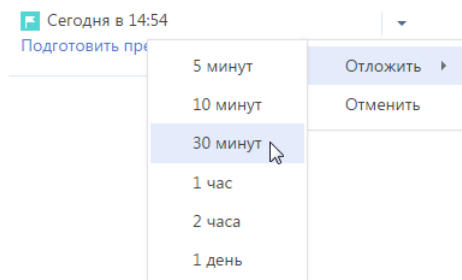 Сегодня в 14:54
Подготовить пре
5 минут
10 минут
30 минут
1 час
2 часа
1 день
Отложить
Отменить